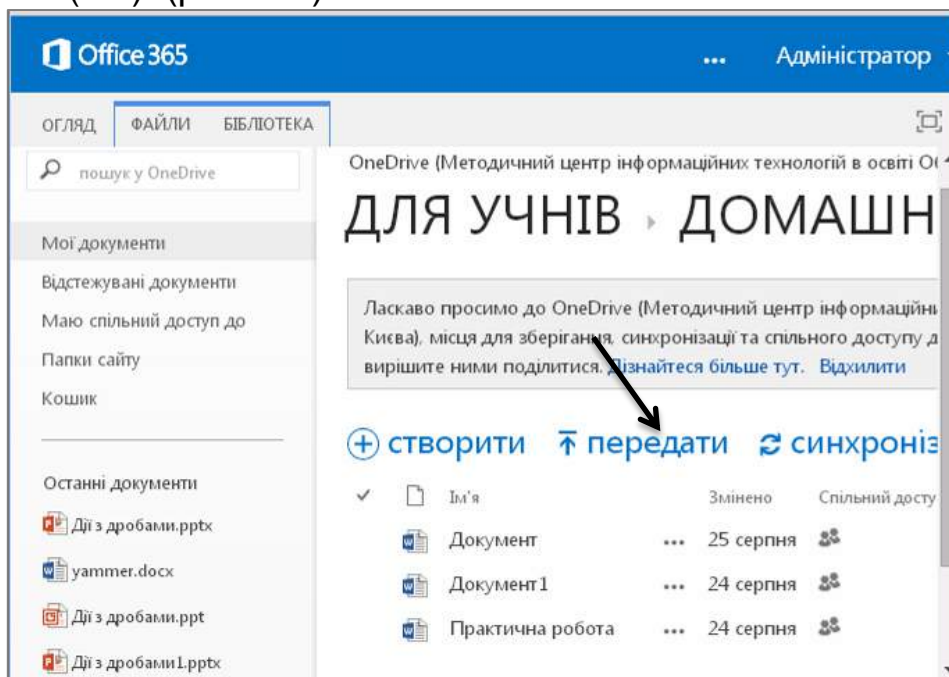 Office 365
... Адміністратор
ОГЛЯД ФАЙЛИ БІБЛІОТЕКА
пошук у OneDrive
Мої документи
Відстежувані документи
Маю спільний доступ до
Папки сайту
Кошик
Останні документи
Дії з дробами.pptx
yammer.docx
Дії з дробами.ppt
Дії з дробами1.pptx
OneDrive (Методичний центр інформаційних технологій в освіті
ДЛЯ УЧНІВ ▸ ДОМАШН
Ласкаво просимо до OneDrive (Методичний центр інформаційн
Києва), місця для зберігання, синхронізації та спільного доступу д
вирішите ними поділитися. Дізнайтеся більше тут. Відхилити
створити передати синхроніз
Ім'я Змінено Спільний досту
Документ ... 25 серпня
Документ1 ... 24 серпня
Практична робота ... 24 серпня